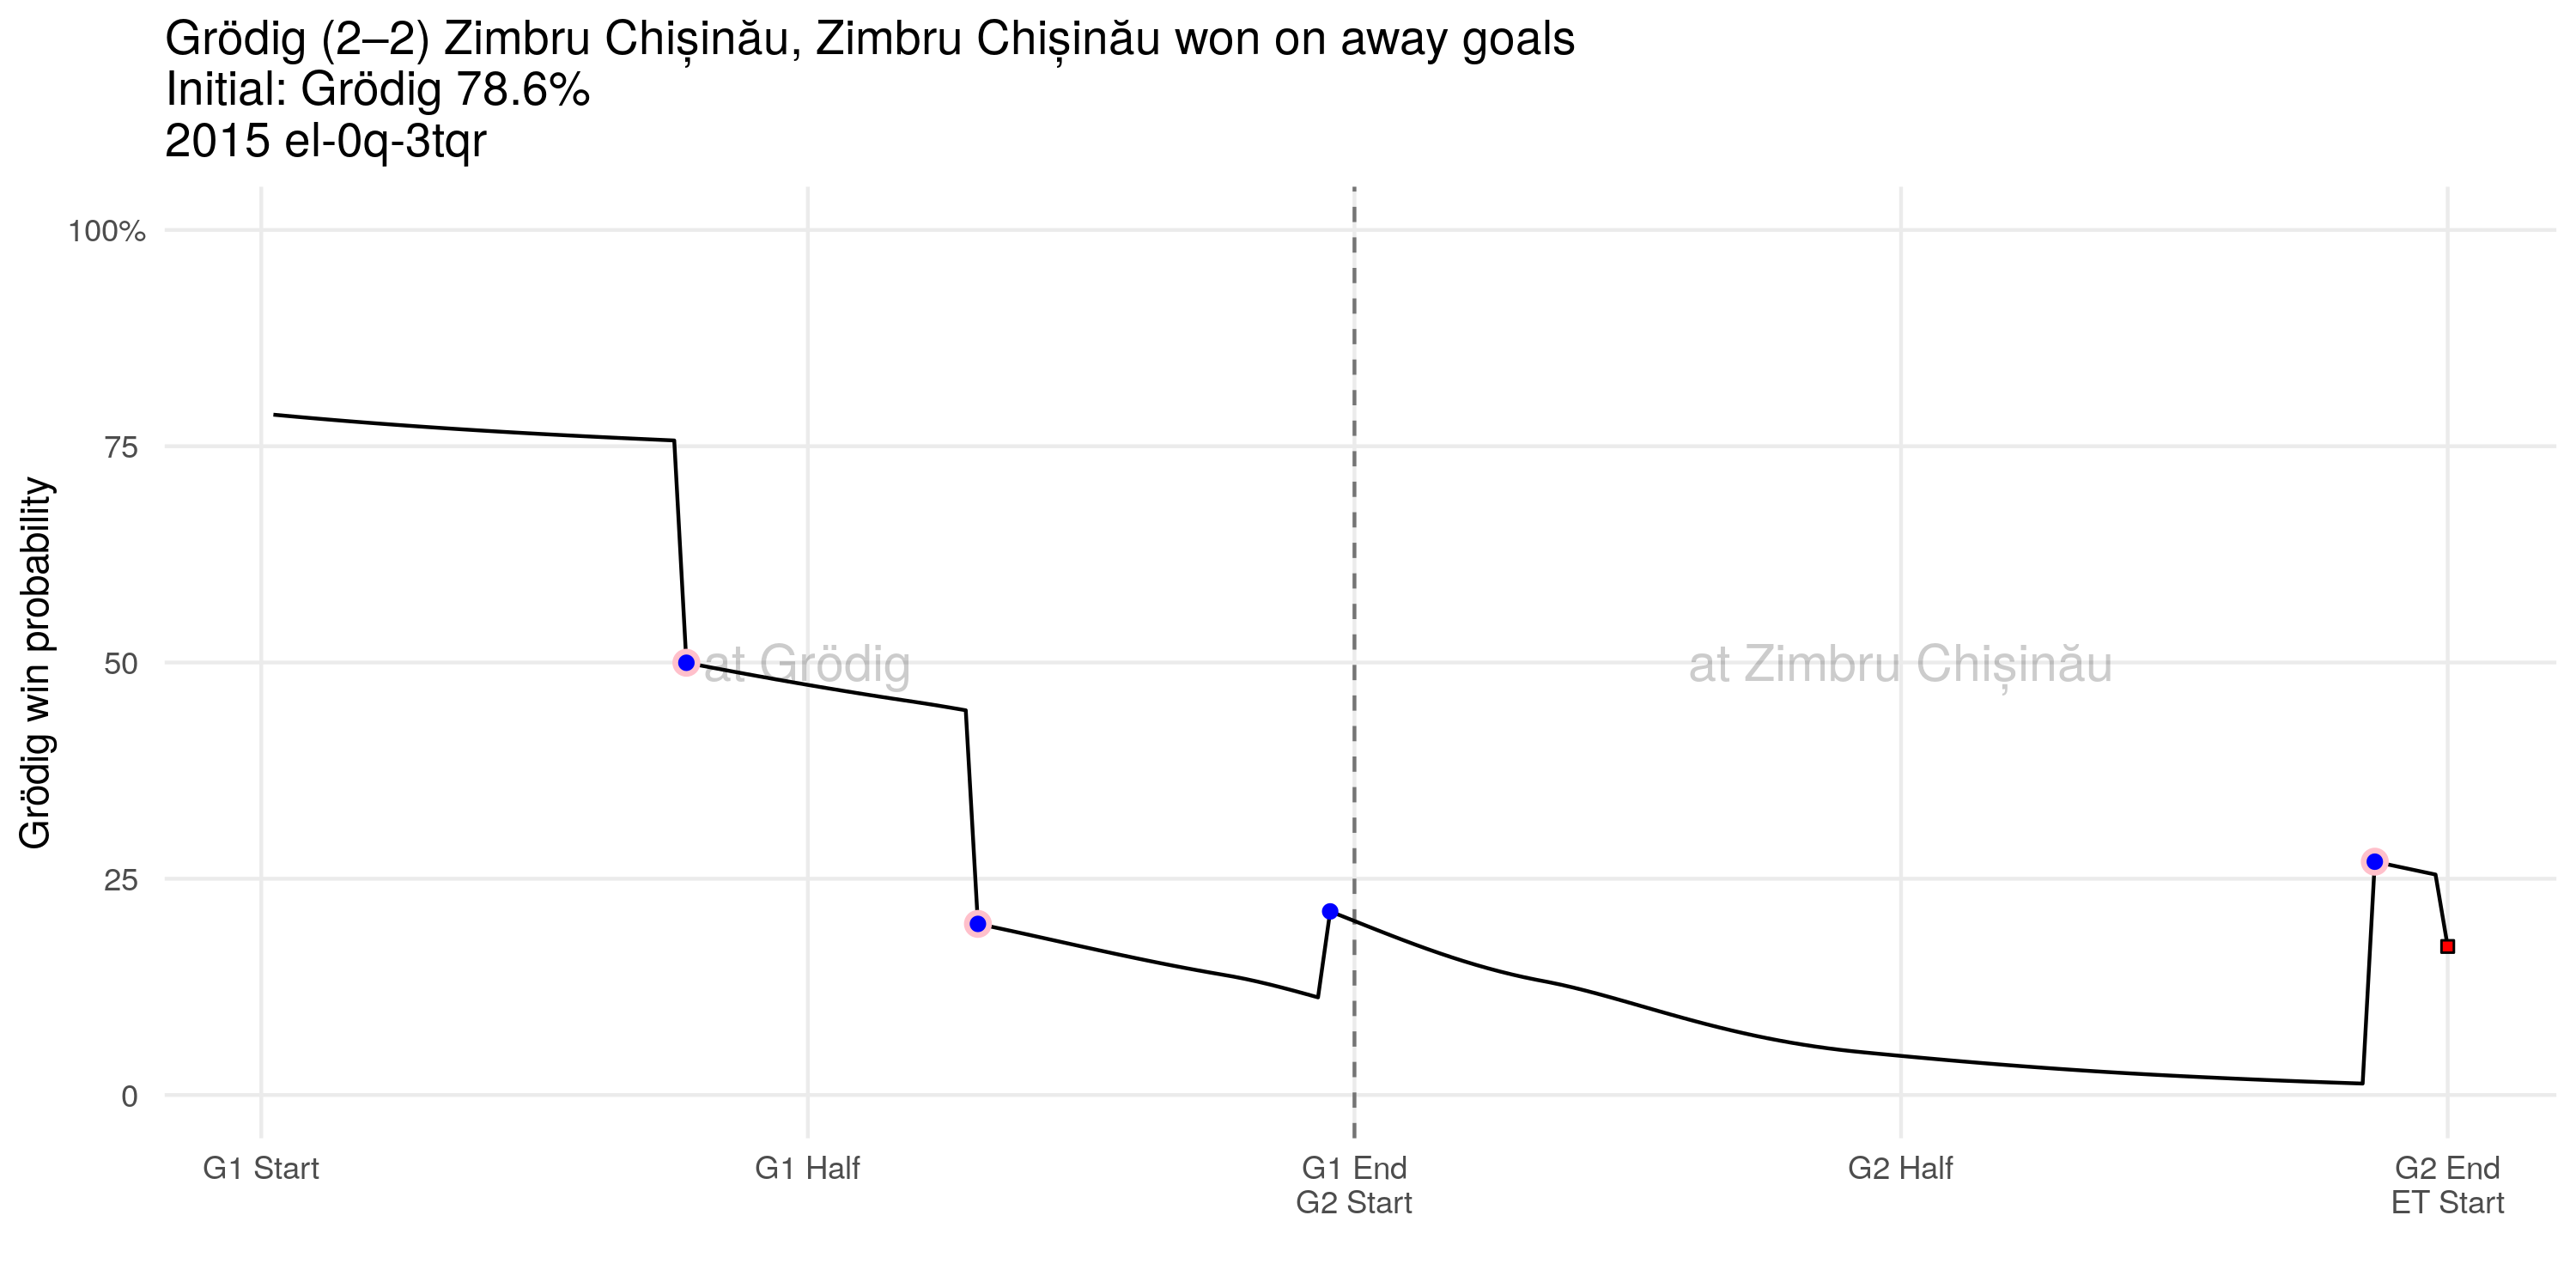 Grödig (2–2) Zimbru Chișinău, Zimbru Chișinău won on away goals
Initial: Grödig 78.6%
2015 el-0q-3tqr
Grödig win probability
100%
75
50
25
0
at Grödig
at Zimbru Chișinău
G1 Start
G1 Half
G1 End
G2 Start
G2 Half
G2 End
ET Start